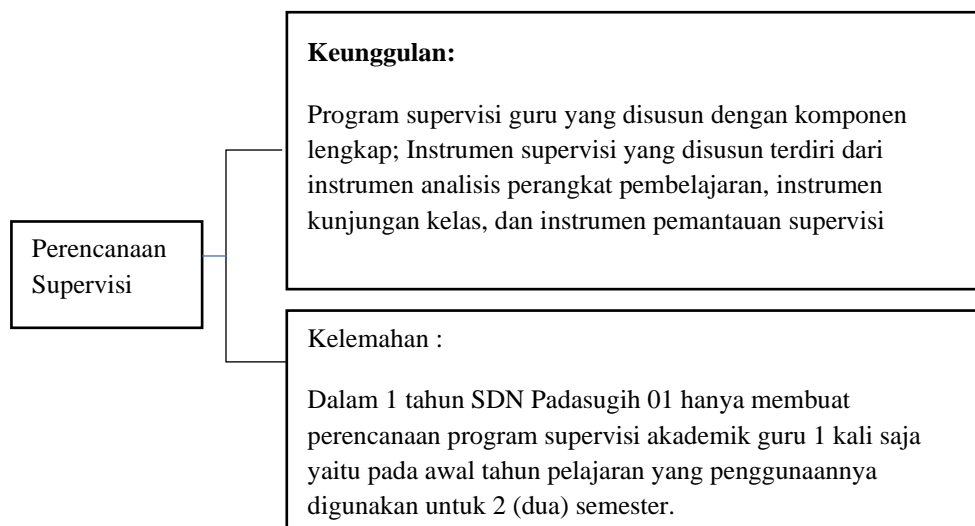 Keunggulan:
Program supervisi guru yang disusun dengan komponen
lengkap; Instrumen supervisi yang disusun terdiri dari
instrumen analisis perangkat pembelajaran, instrumen
kunjungan kelas, dan instrumen pemantauan supervisi
Perencanaan
Supervisi
Kelemahan :
Dalam 1 tahun SDN Padasugih 01 hanya membuat
perencanaan program supervisi akademik guru 1 kali saja
yaitu pada awal tahun pelajaran yang penggunaannya
digunakan untuk 2 (dua) semester.